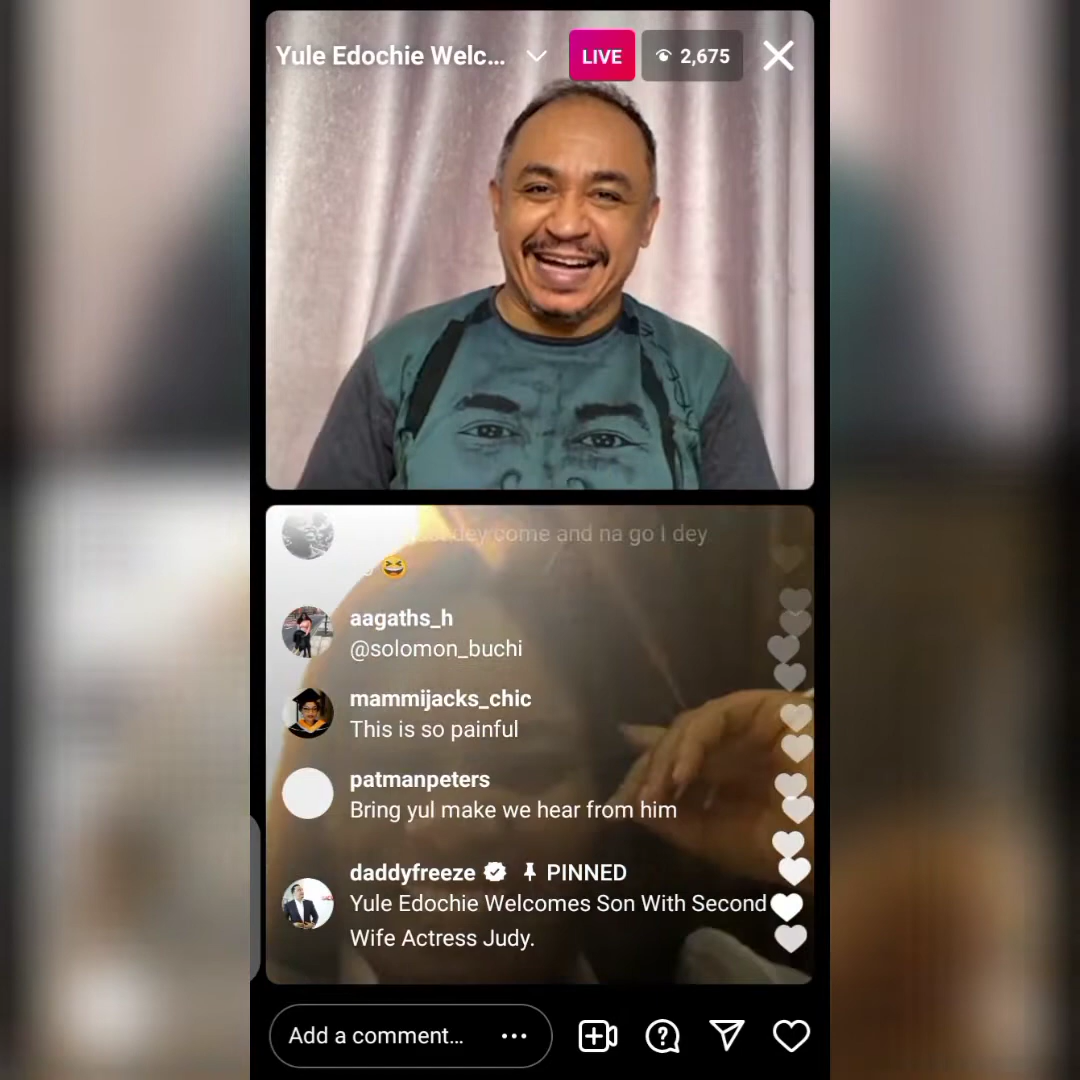 Yule Edochie Welc...
LIVE
2,675
dey come and na go I dey
aagaths_h
@solomon_buchi
mammijacks_chic
This is so painful
patmanpeters
Bring yul make we hear from him
daddyfreeze PINNED
Yule Edochie Welcomes Son With Second
Wife Actress Judy.
Add a comment...